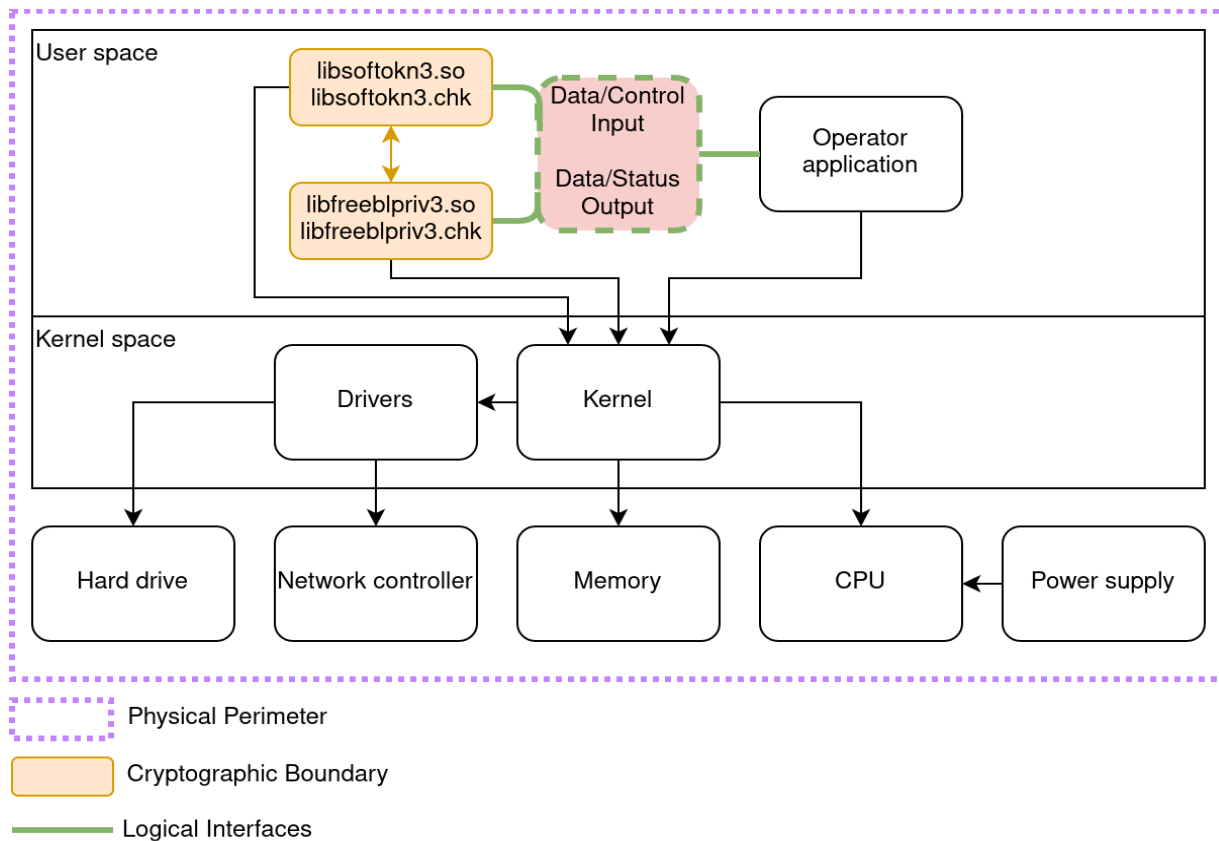 User space
libsoftokn3.so
libsoftokn3.chk
libfreeblpriv3.so
libfreeblpriv3.chk
Data/Control
Input
Data/Status
Output
Operator
application
Kernel space
Drivers
Kernel
Hard drive
Network controller
Memory
CPU
Power supply
Physical Perimeter
Cryptographic Boundary
Logical Interfaces